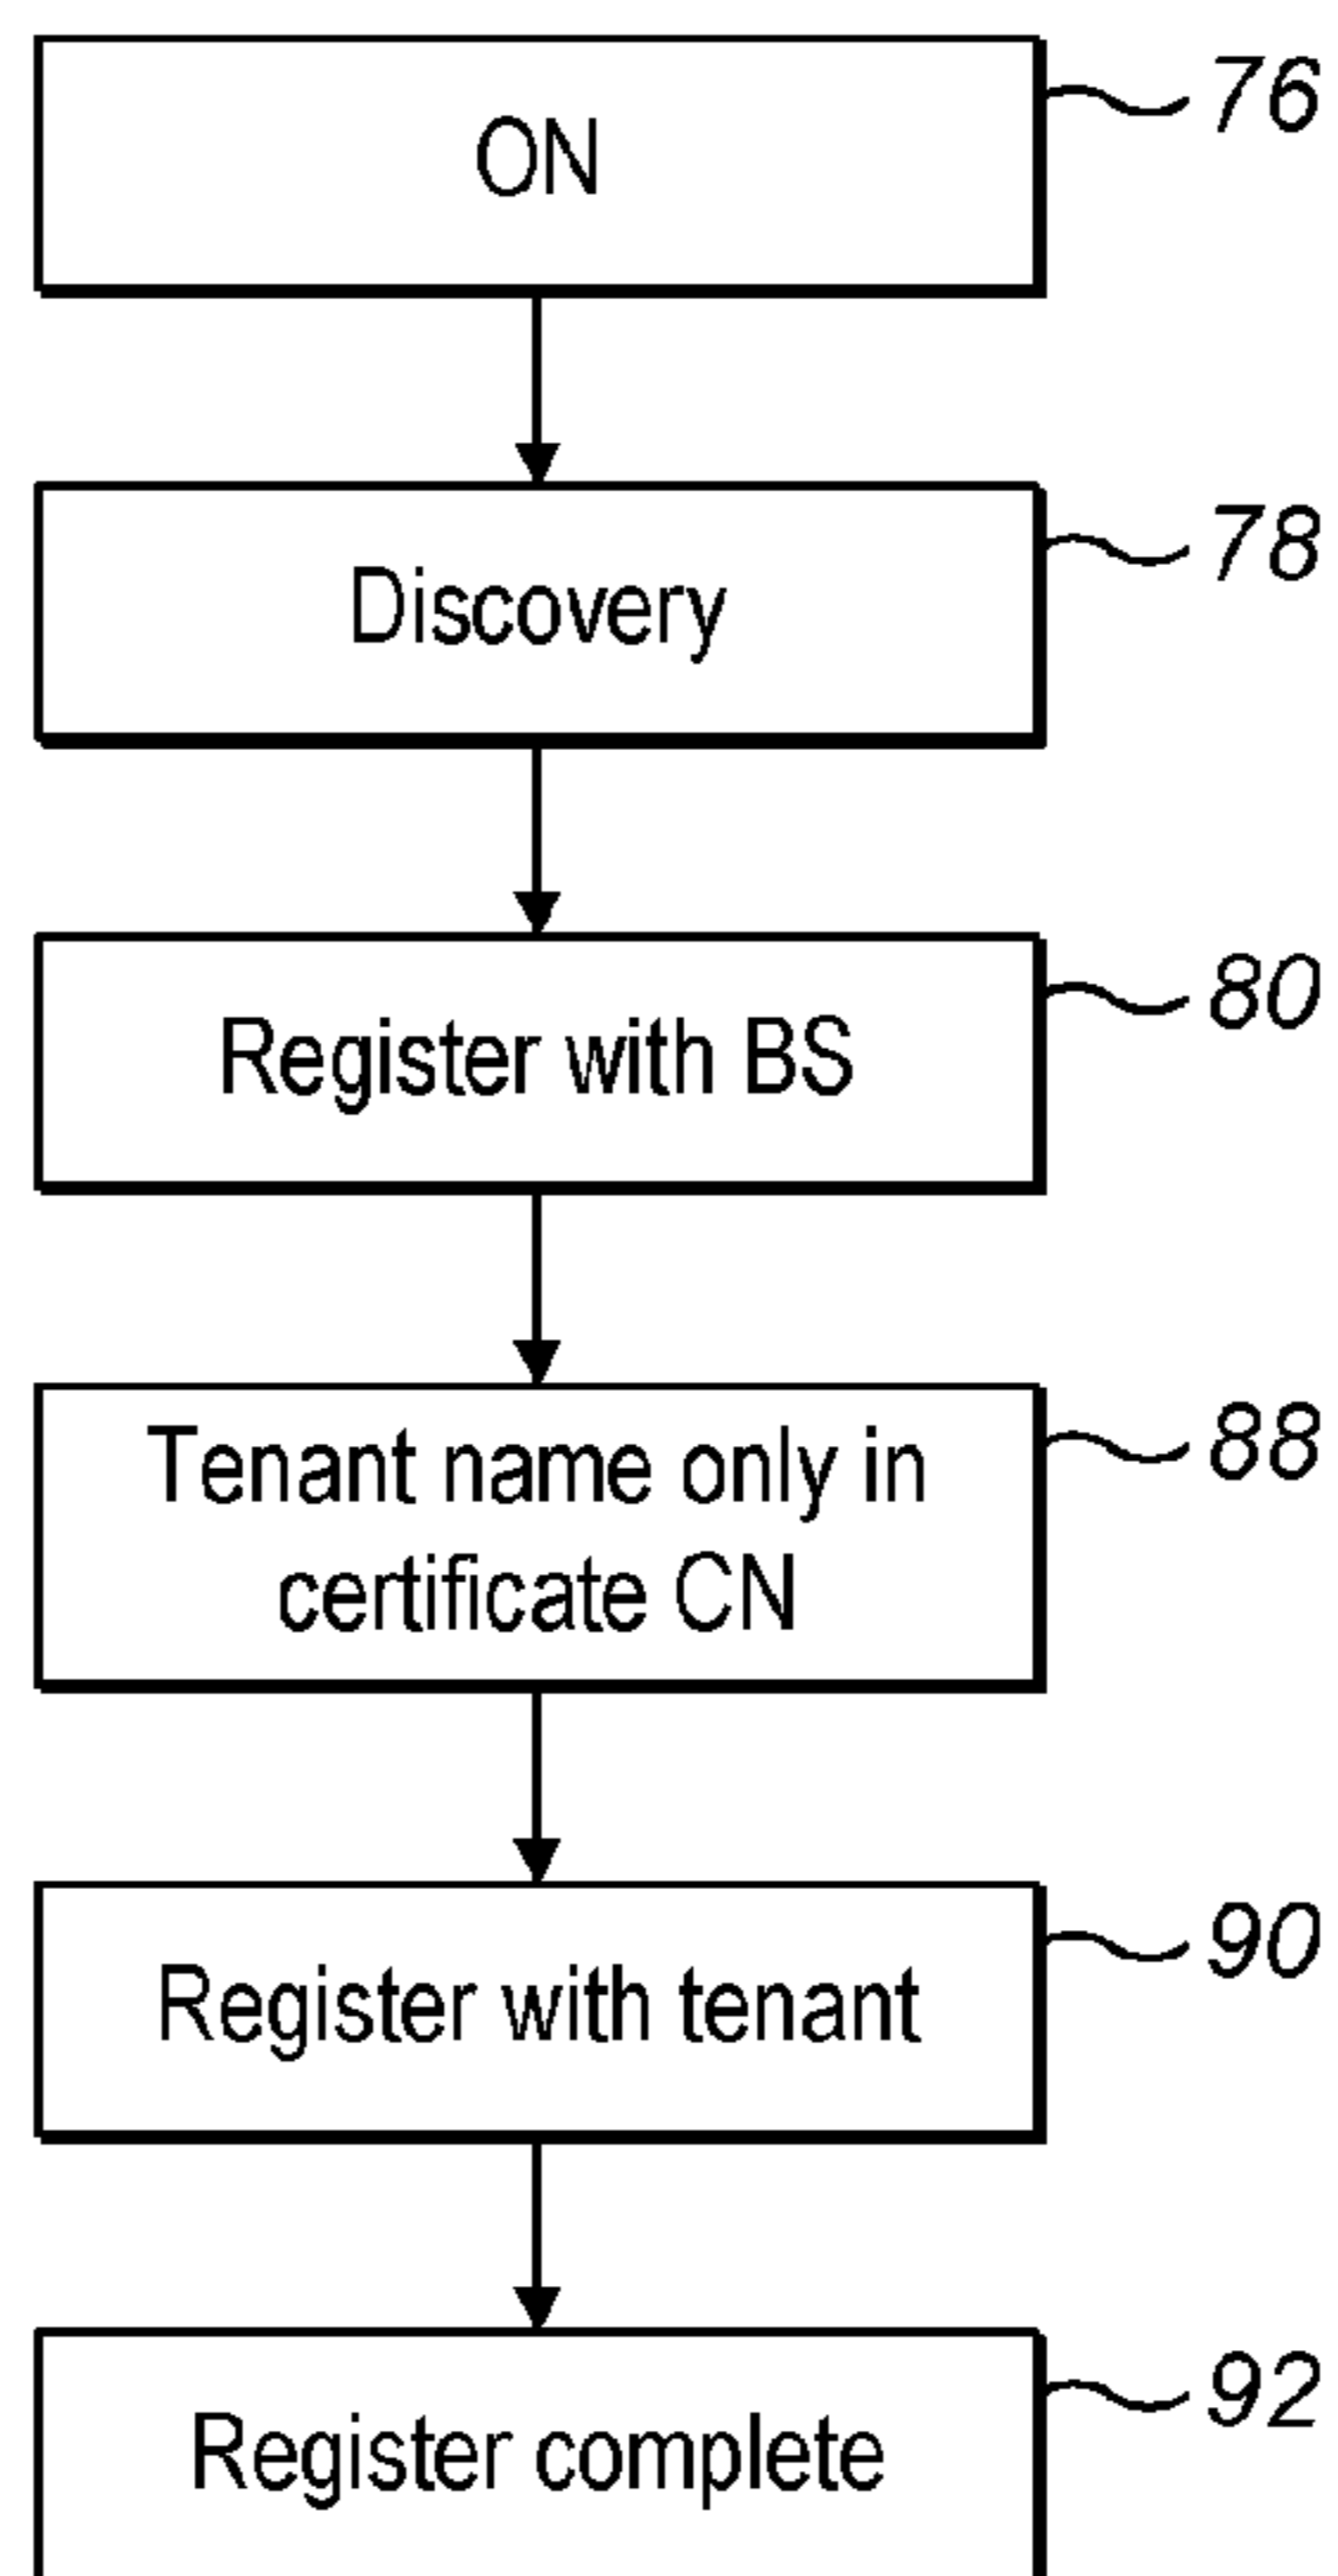 ON
76
Discovery
78
Register with BS
80
Tenant name only in
certificate CN
88
Register with tenant
90
Register complete
92